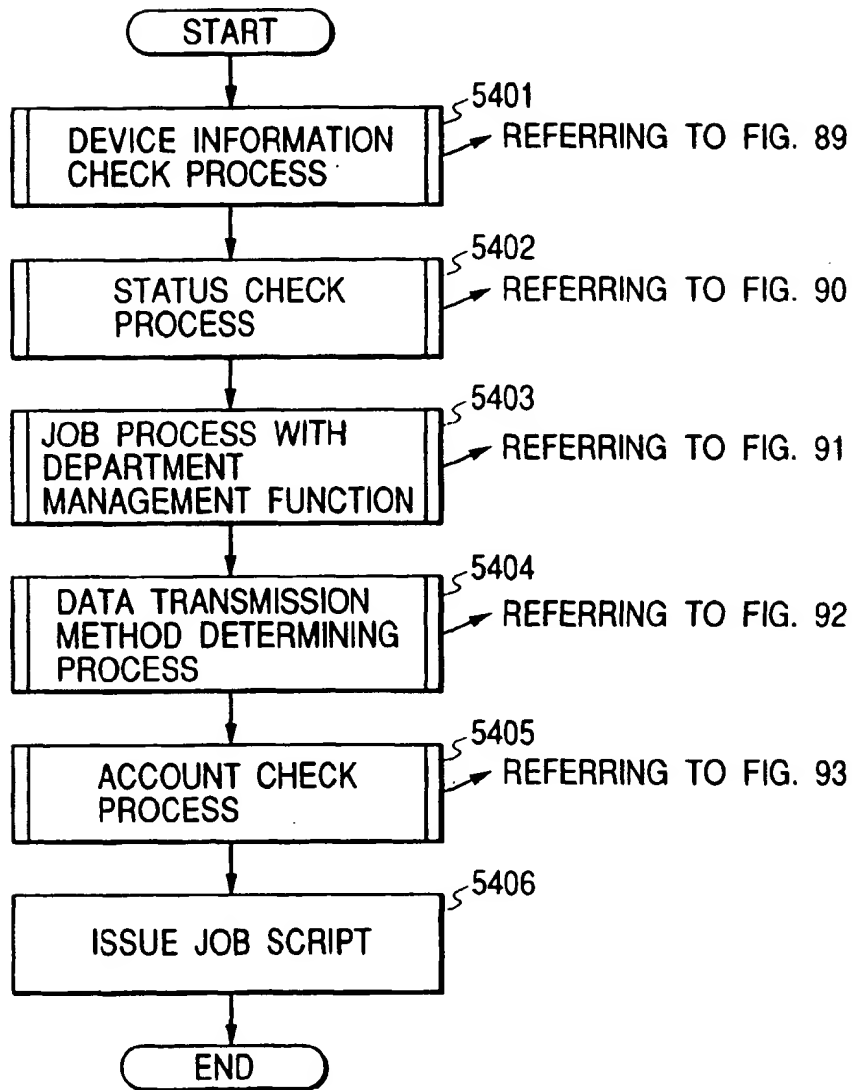 START
5401
DEVICE INFORMATION
CHECK PROCESS
REFERRING TO FIG. 89
5402
STATUS CHECK
PROCESS
REFERRING TO FIG. 90
5403
JOB PROCESS WITH
DEPARTMENT
MANAGEMENT FUNCTION
REFERRING TO FIG. 91
5404
DATA TRANSMISSION
METHOD DETERMINING
PROCESS
REFERRING TO FIG. 92
5405
ACCOUNT CHECK
PROCESS
REFERRING TO FIG. 93
5406
ISSUE JOB SCRIPT
END